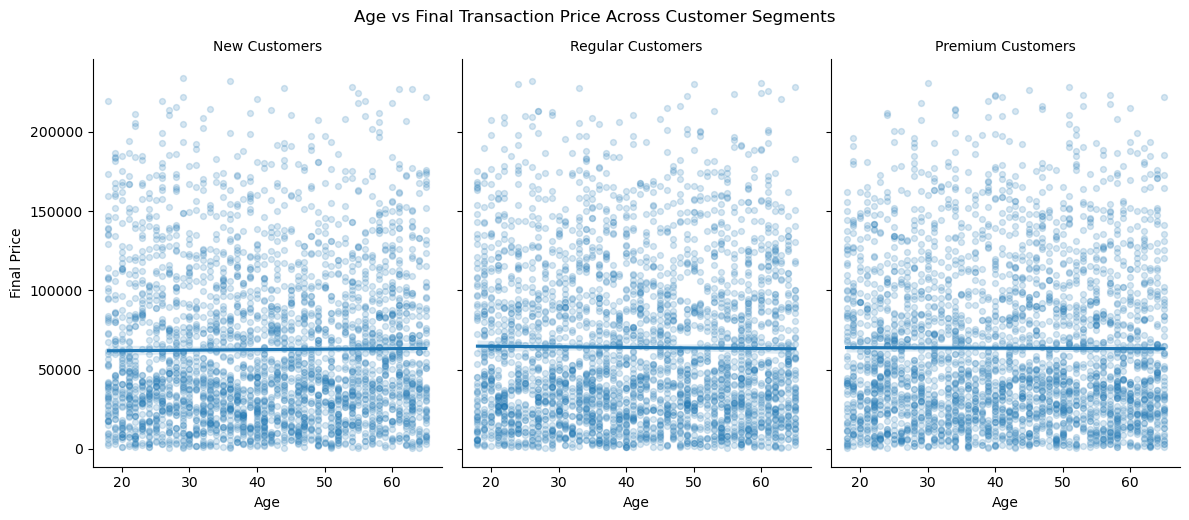 Age vs Final Transaction Price Across Customer Segments
New Customers
Regular Customers
Premium Customers
Final Price
200000
150000
100000
50000
0
20 30 40 50 60
20 30 40 50 60
20 30 40 50 60
Age
Age
Age